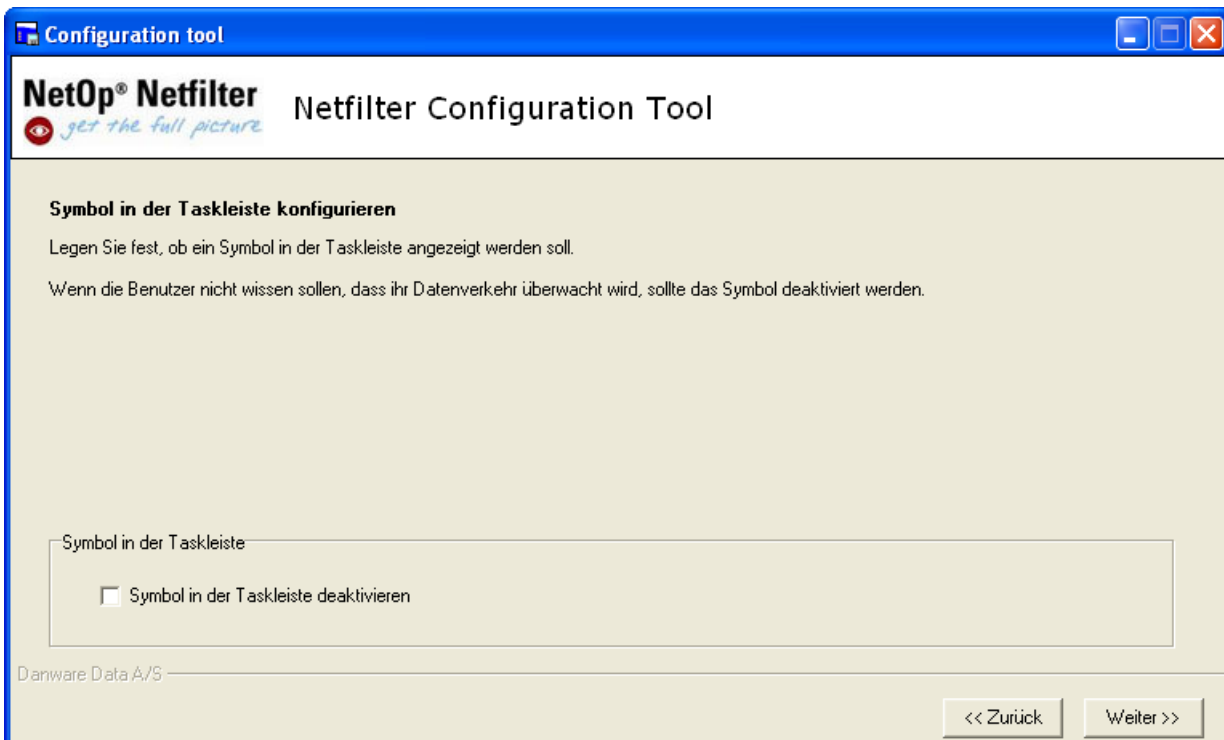 Configuration tool
NetOp® Netfilter
get the full picture
Netfilter Configuration Tool
Symbol in der Taskleiste konfigurieren
Legen Sie fest, ob ein Symbol in der Taskleiste angezeigt werden soll.
Wenn die Benutzer nicht wissen sollen, dass ihr Datenverkehr überwacht wird, sollte das Symbol deaktiviert werden.
Symbol in der Taskleiste
Symbol in der Taskleiste deaktivieren
Danware Data A/S
<< Zurück
Weiter >>